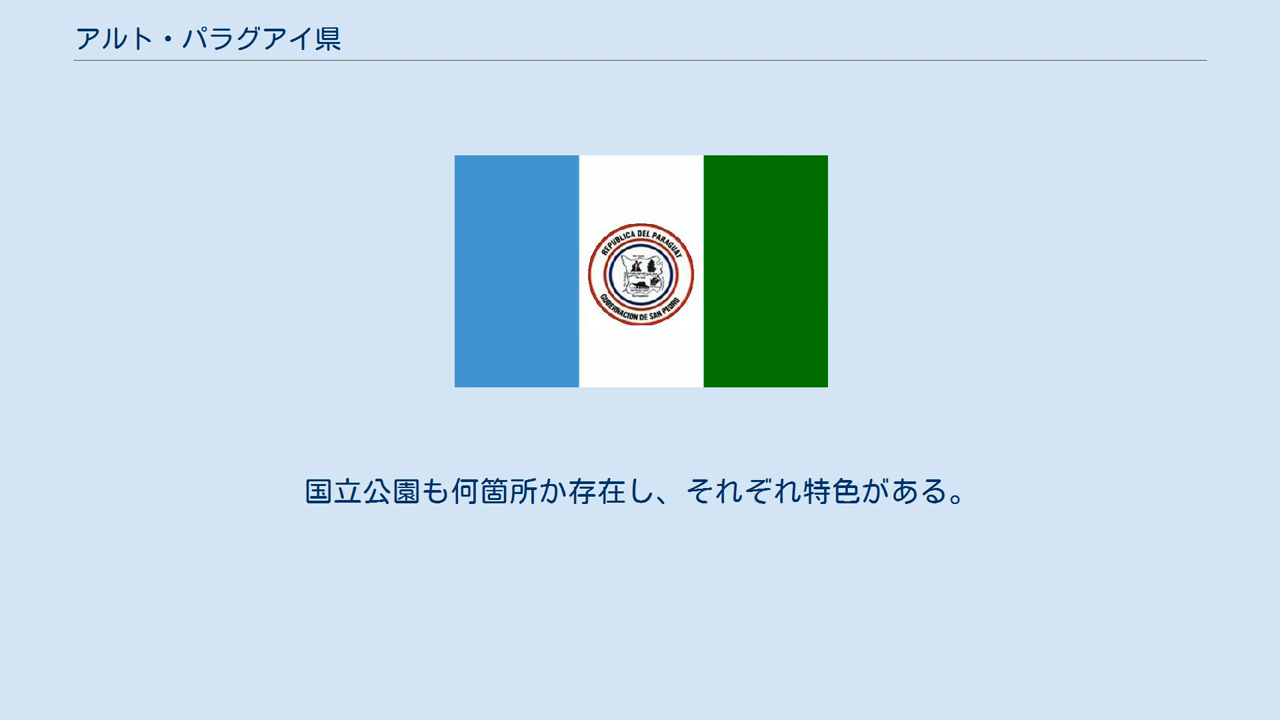 アルト・パラグアイ県
REPUBLICA DEL PARAGUAY
GOBERNACIÓN DE SAN PEDRO
国立公園も何箇所か存在し、それぞれ特色がある。